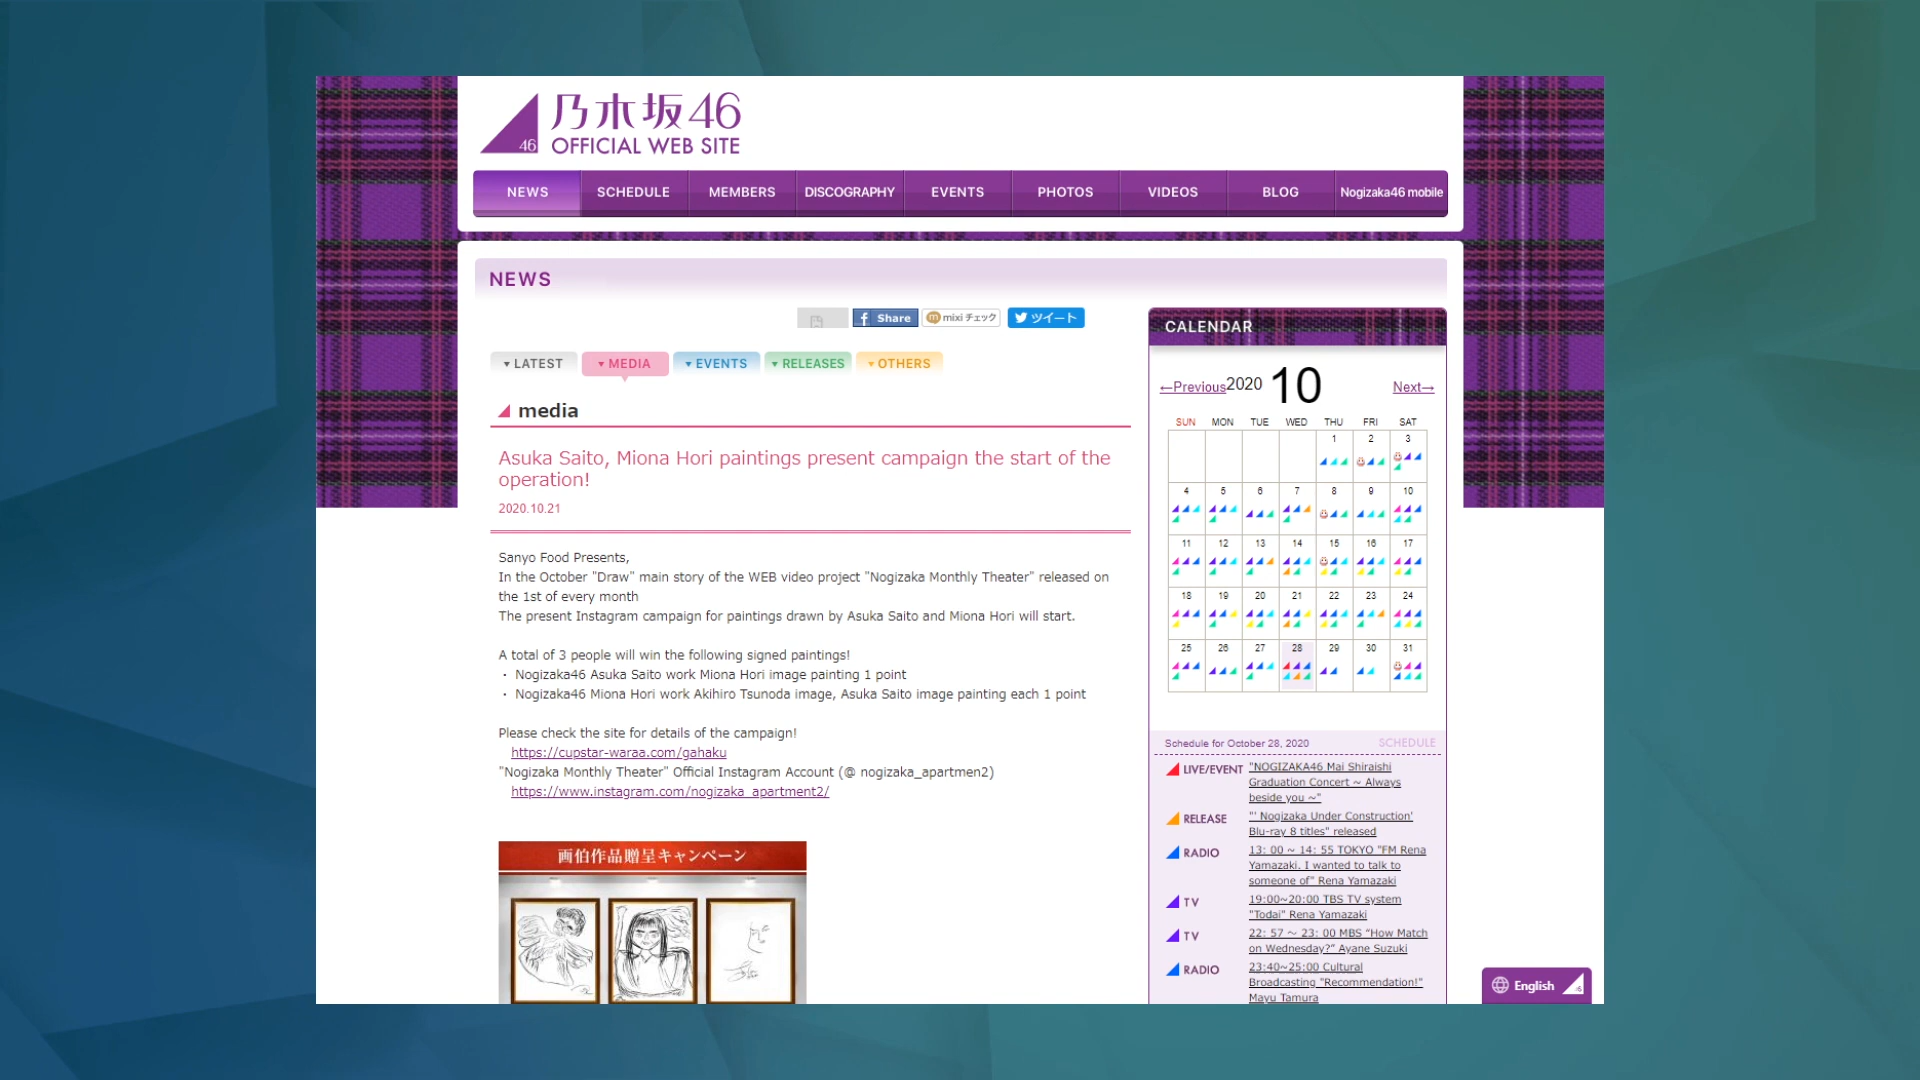 乃木坂46
46
OFFICIAL WEB SITE
NEWS
SCHEDULE
MEMBERS
DISCOGRAPHY
EVENTS
PHOTOS
VIDEOS
BLOG
Nogizaka46 mobile
NEWS
Share
mixi チェック
ツイート
LATEST
MEDIA
EVENTS
RELEASES
OTHERS
media
Asuka Saito, Miona Hori paintings present campaign the start of the
operation!
2020.10.21
Sanyo Food Presents,
In the October "Draw" main story of the WEB video project "Nogizaka Monthly Theater" released on
the 1st of every month
The present Instagram campaign for paintings drawn by Asuka Saito and Miona Hori will start.
A total of 3 people will win the following signed paintings!
・ Nogizaka46 Asuka Saito work Miona Hori image painting 1 point
・ Nogizaka46 Miona Hori work Akihiro Tsunoda image, Asuka Saito image painting each 1 point
Please check the site for details of the campaign!
https://cupstar-waraa.com/gahaku
"Nogizaka Monthly Theater" Official Instagram Account (@ nogizaka_apartmen2)
https://www.instagram.com/nogizaka_apartment2/
画伯作品贈呈キャンペーン
CALENDAR
←Previous 2020 10 Next→
SUN MON TUE WED THU FRI SAT
1 2 3
4 5 6 7 8 9 10
11 12 13 14 15 16 17
18 19 20 21 22 23 24
25 26 27 28 29 30 31
Schedule for October 28, 2020 SCHEDULE
LIVE/EVENT "NOGIZAKA46 Mai Shiraishi
Graduation Concert ~ Always
beside you ~"
RELEASE "' Nogizaka Under Construction'
Blu-ray 8 titles" released
RADIO 13: 00 ~ 14: 55 TOKYO "FM Rena
Yamazaki. I wanted to talk to
someone of" Rena Yamazaki
TV 19:00~20:00 TBS TV system
"Todai" Rena Yamazaki
TV 22: 57 ～ 23: 00 MBS "How Match
on Wednesday?" Ayane Suzuki
RADIO 23:40~25:00 Cultural
Broadcasting "Recommendation!"
Mayu Tamura
English